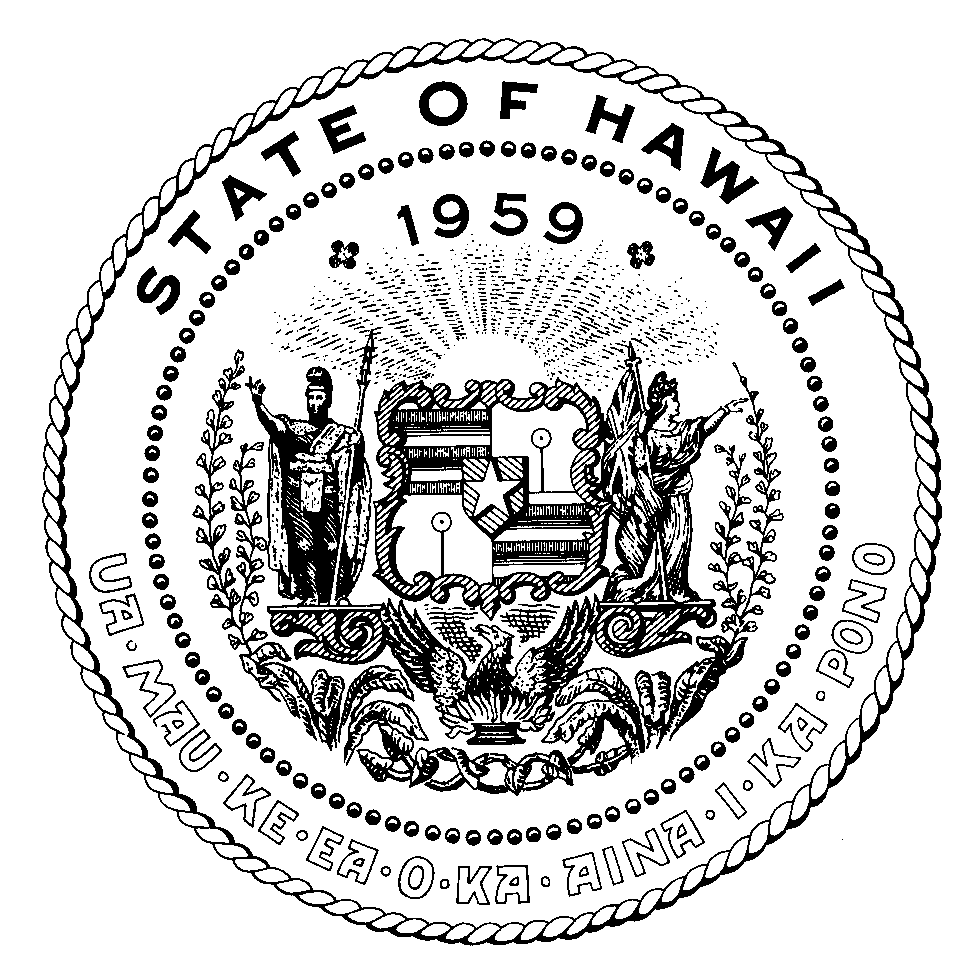 STATE OF HAWAII
1959
UA · MAU · KE · EA · O · KA · AINA · I · KA · PONO